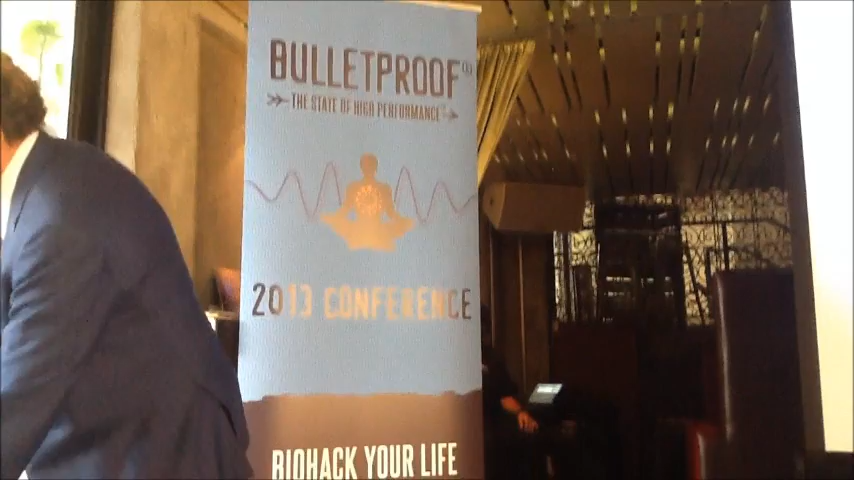 BULLETPROOF®
THE STATE OF HIGH PERFORMANCE
2013 CONFERENCE
BIOHACK YOUR LIFE